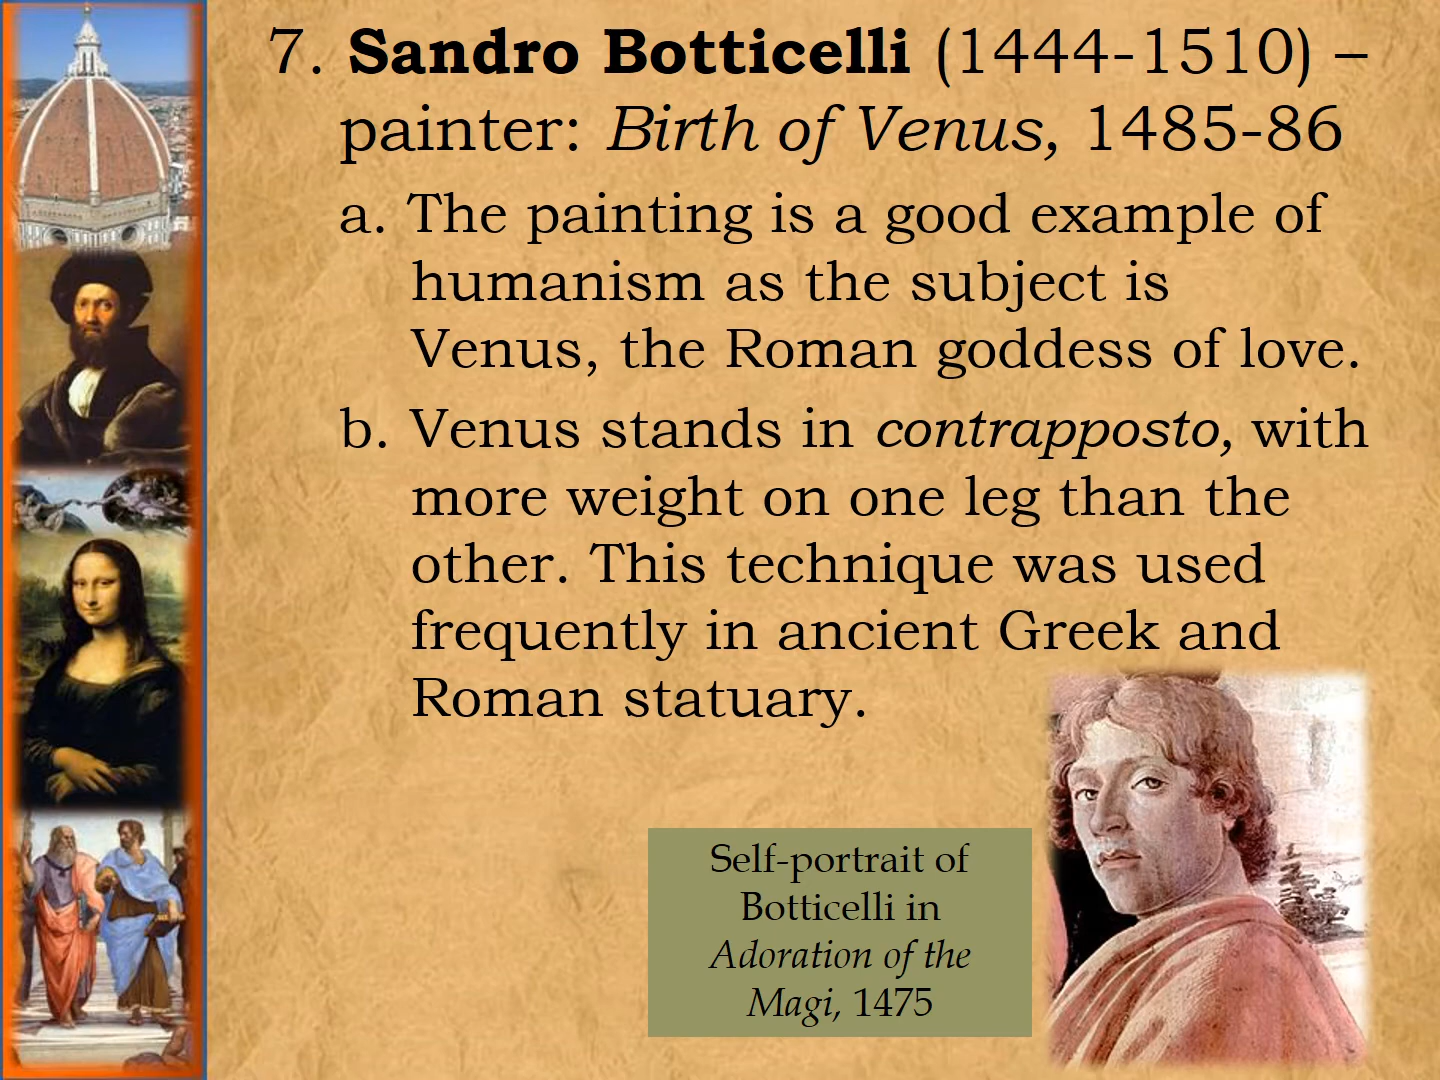 7. Sandro Botticelli (1444-1510) –
painter: Birth of Venus, 1485-86
a. The painting is a good example of
humanism as the subject is
Venus, the Roman goddess of love.
b. Venus stands in contrapposto, with
more weight on one leg than the
other. This technique was used
frequently in ancient Greek and
Roman statuary.
Self-portrait of
Botticelli in
Adoration of the
Magi, 1475